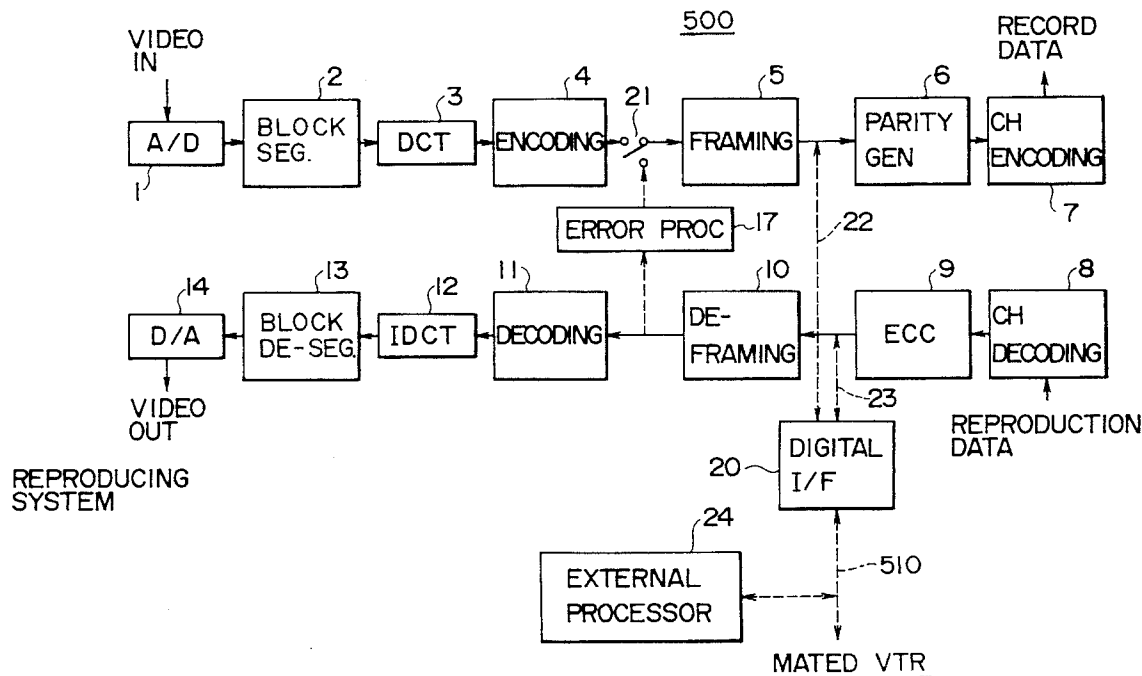 500
VIDEO
IN
RECORD
DATA
2
3
4
21
5
6
A/D
BLOCK
SEG.
DCT
ENCODING
FRAMING
PARITY
GEN
CH
ENCODING
1
7
ERROR PROC
17
22
14
13
12
11
10
9
8
D/A
BLOCK
DE-SEG.
IDCT
DECODING
DE-
FRAMING
ECC
CH
DECODING
23
VIDEO
OUT
REPRODUCTION
DATA
REPRODUCING
SYSTEM
20
DIGITAL
I/F
24
EXTERNAL
PROCESSOR
510
MATED VTR